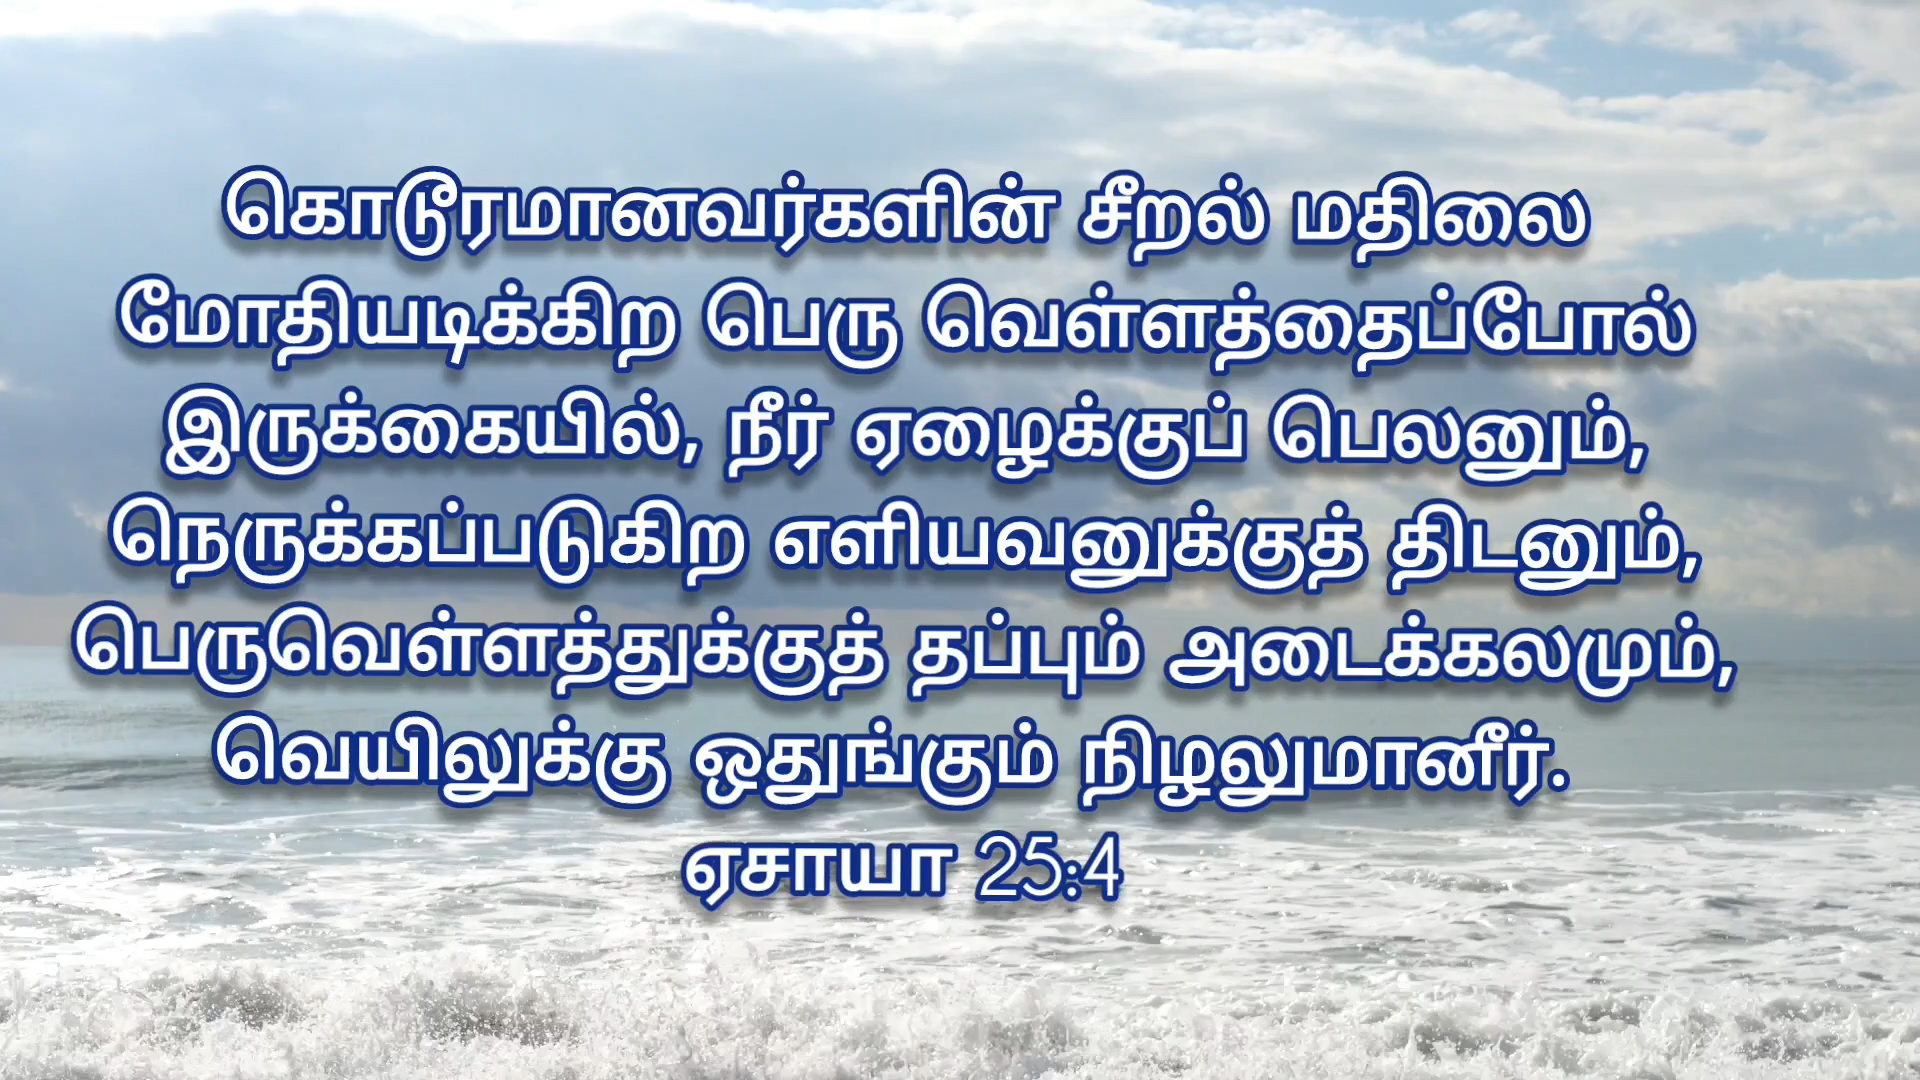 கொடூரமானவர்களின் சீறல் மதிலை
மோதியடிக்கிற பெரு வெள்ளத்தைப்போல்
இருக்கையில், நீர் ஏழைக்குப் பெலனும்,
நெருக்கப்படுகிற எளியவனுக்குத் திடனும்,
பெருவெள்ளத்துக்குத் தப்பும் அடைக்கலமும்,
வெயிலுக்கு ஒதுங்கும் நிழலுமானீர்.
ஏசாயா 25:4